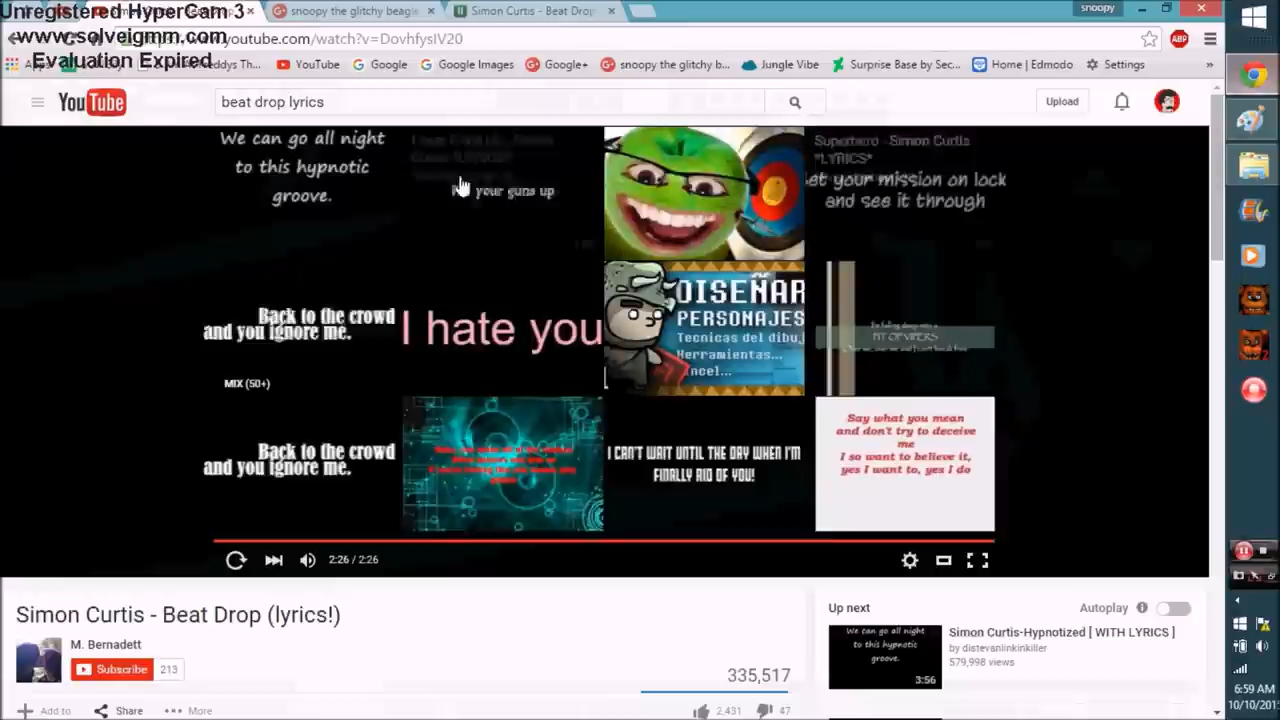 Unregistered HyperCam 3
www.solveigmm.com
Evaluation Expired
snoopy the glitchy beagle
Simon Curtis - Beat Drop
snoopy
youtube.com/watch?v=DovhfysIV20
ABP
YouTube
Google
Google Images
Google+
snoopy the glitchy b...
Jungle Vibe
Surprise Base by Sec...
Home | Edmodo
Settings
»
YouTube
beat drop lyrics
Upload
We can go all night
to this hypnotic
groove.
your guns up
Superhero - Simon Curtis
*LYRICS*
et your mission on lock
and see it through
Back to the crowd
and you ignore me.
MIX (50+)
I hate you
DISEÑAR
PERSONAJES
Tecnicas del dibuj
Herramientas...
ncel...
PIT OF VIPERS
Back to the crowd
and you ignore me.
I CAN'T WAIT UNTIL THE DAY WHEN I'M
FINALLY RID OF YOU!
Say what you mean
and don't try to deceive
me
I so want to believe it,
yes I want to, yes I do
2:26 / 2:26
Simon Curtis - Beat Drop (lyrics!)
M. Bernadett
Subscribe
213
335,517
Add to
Share
More
2,431
47
Up next
Autoplay
We can go all night
to this hypnotic
groove.
3:56
Simon Curtis-Hypnotized [ WITH LYRICS ]
by distevanlinkinkiller
579,998 views
6:59 AM
10/10/201